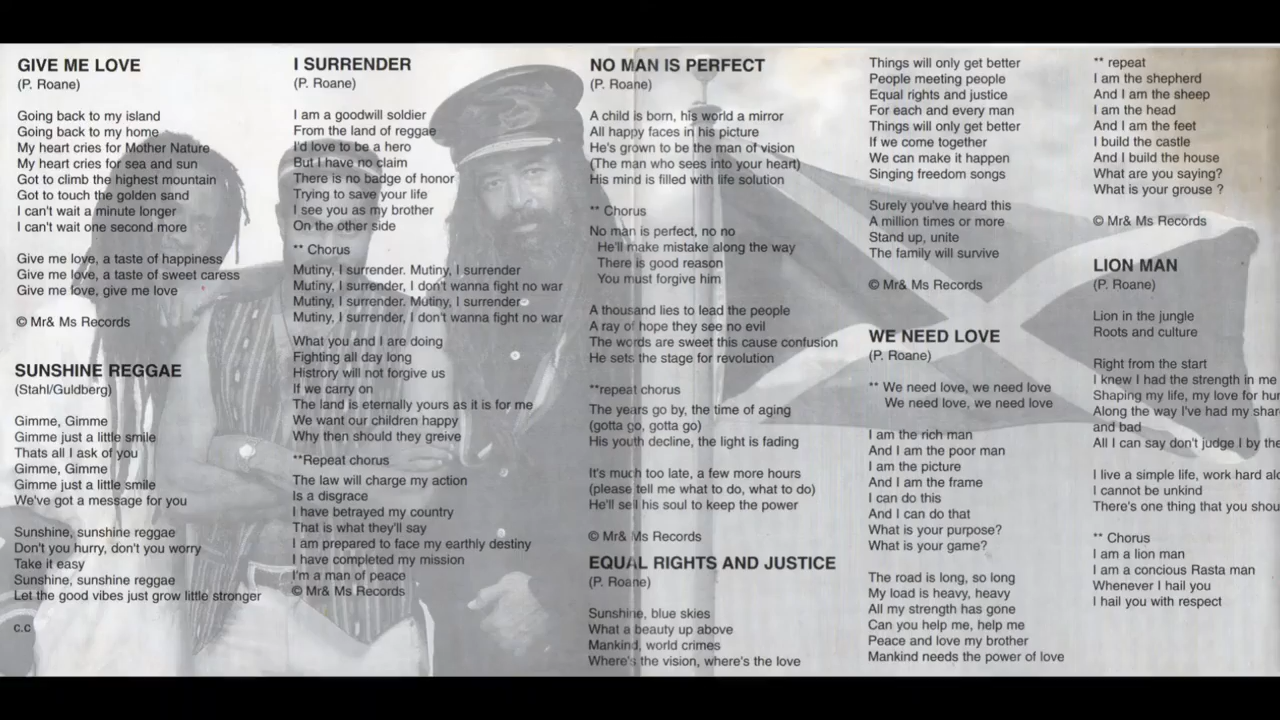 GIVE ME LOVE
(P. Roane)
Going back to my island
Going back to my home
My heart cries for Mother Nature
My heart cries for sea and sun
Got to climb the highest mountain
Got to touch the golden sand
I can't wait a minute longer
I can't wait one second more
Give me love, a taste of happiness
Give me love, a taste of sweet caress
Give me love, give me love
© Mr& Ms Records
SUNSHINE REGGAE
(Stahl/Guldberg)
Gimme, Gimme
Gimme just a little smile
Thats all I ask of you
Gimme, Gimme
Gimme just a little smile
We've got a message for you
Sunshine, sunshine reggae
Don't you hurry, don't you worry
Take it easy
Sunshine, sunshine reggae
Let the good vibes just grow little stronger
c.c
I SURRENDER
(P. Roane)
I am a goodwill soldier
From the land of reggae
I'd love to be a hero
But I have no claim
There is no badge of honor
Trying to save your life
I see you as my brother
On the other side
** Chorus
Mutiny, I surrender. Mutiny, I surrender
Mutiny, I surrender, I don't wanna fight no war
Mutiny, I surrender. Mutiny, I surrender
Mutiny, I surrender, I don't wanna fight no war
What you and I are doing
Fighting all day long
Histrory will not forgive us
If we carry on
The land is eternally yours as it is for me
We want our children happy
Why then should they greive
**Repeat chorus
The law will charge my action
Is a disgrace
I have betrayed my country
That is what they'll say
I am prepared to face my earthly destiny
I have completed my mission
I'm a man of peace
© Mr& Ms Records
NO MAN IS PERFECT
(P. Roane)
A child is born, his world a mirror
All happy faces in his picture
He's grown to be the man of vision
(The man who sees into your heart)
His mind is filled with life solution
** Chorus
No man is perfect, no no
He'll make mistake along the way
There is good reason
You must forgive him
A thousand lies to lead the people
A ray of hope they see no evil
The words are sweet this cause confusion
He sets the stage for revolution
**repeat chorus
The years go by, the time of aging
(gotta go, gotta go)
His youth decline, the light is fading
It's much too late, a few more hours
(please tell me what to do, what to do)
He'll sell his soul to keep the power
© Mr& Ms Records
EQUAL RIGHTS AND JUSTICE
(P. Roane)
Sunshine, blue skies
What a beauty up above
Mankind, world crimes
Where's the vision, where's the love
Things will only get better
People meeting people
Equal rights and justice
For each and every man
Things will only get better
If we come together
We can make it happen
Singing freedom songs
Surely you've heard this
A million times or more
Stand up, unite
The family will survive
© Mr& Ms Records
WE NEED LOVE
(P. Roane)
** We need love, we need love
We need love, we need love
I am the rich man
And I am the poor man
I am the picture
And I am the frame
I can do this
And I can do that
What is your purpose?
What is your game?
The road is long, so long
My load is heavy, heavy
All my strength has gone
Can you help me, help me
Peace and love my brother
Mankind needs the power of love
** repeat
I am the shepherd
And I am the sheep
I am the head
And I am the feet
I build the castle
And I build the house
What are you saying?
What is your grouse ?
© Mr& Ms Records
LION MAN
(P. Roane)
Lion in the jungle
Roots and culture
Right from the start
I knew I had the strength in me
Shaping my life, my love for
Along the way I've had my
and bad
All I can say don't judge I by the
I live a simple life, work hard
I cannot be unkind
There's one thing that you
** Chorus
I am a lion man
I am a concious Rasta man
Whenever I hail you
I hail you with respect